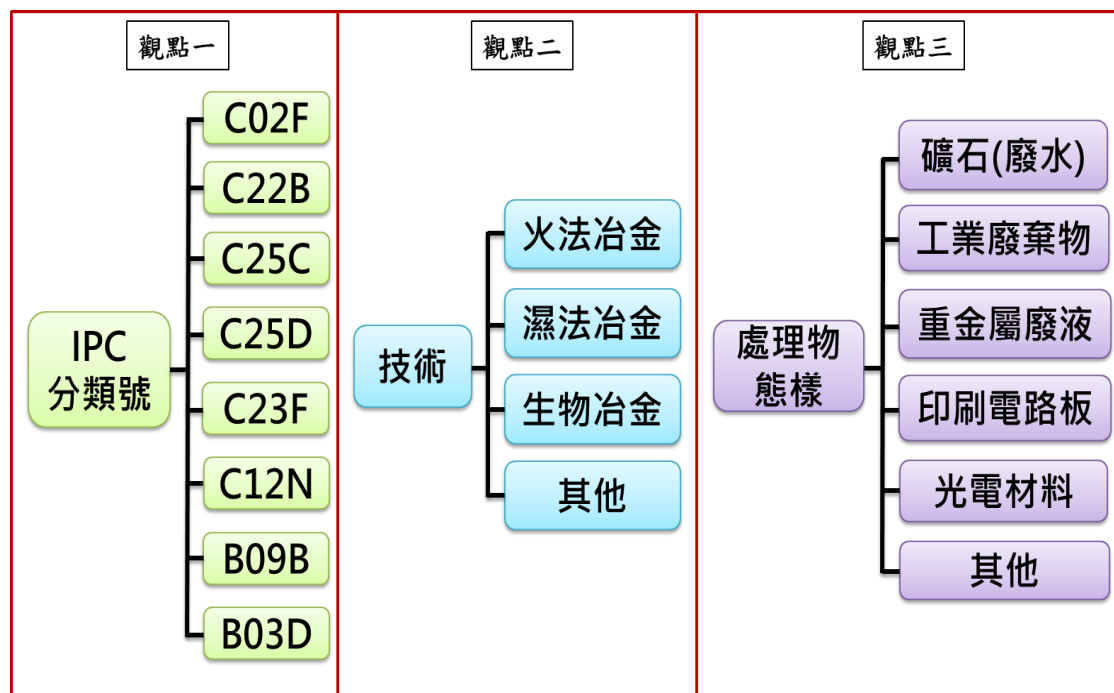 觀點一
IPC
分類號
C02F
C22B
C25C
C25D
C23F
C12N
B09B
B03D
觀點二
技術
火法冶金
濕法冶金
生物冶金
其他
觀點三
處理物
態樣
礦石(廢水)
工業廢棄物
重金屬廢液
印刷電路板
光電材料
其他